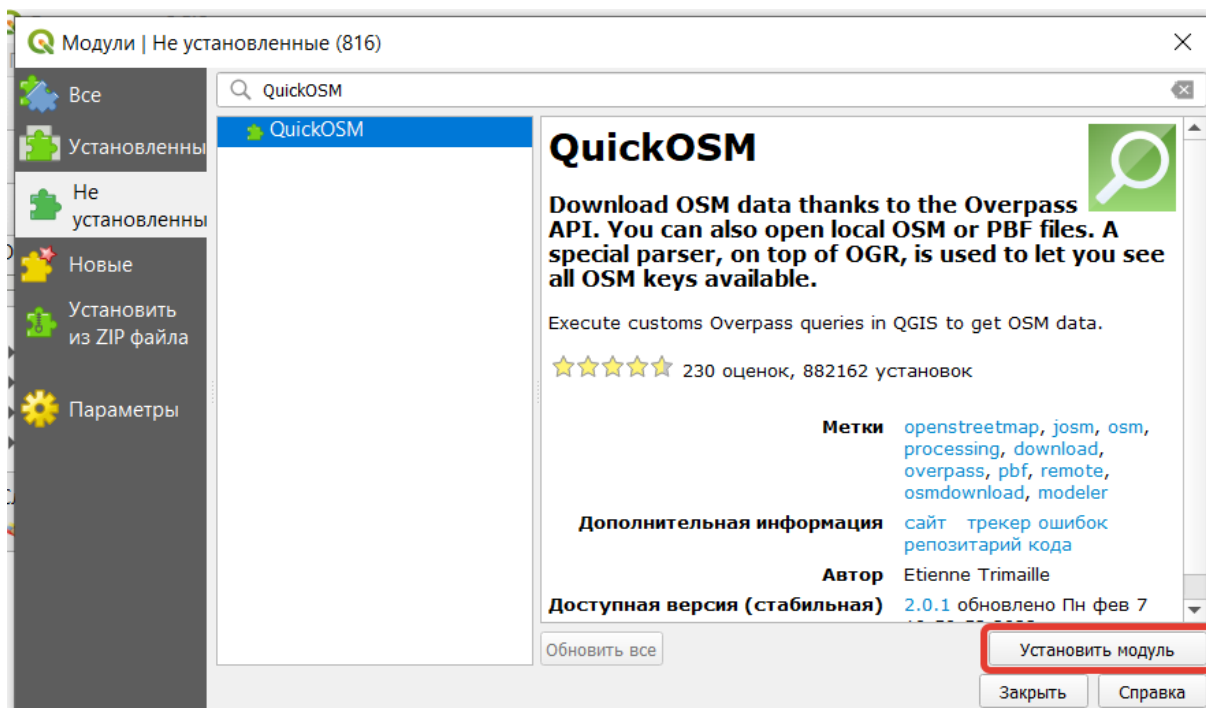 Модули | Не установленные (816)
Все
Установленны
Не
установленны
Новые
Установить
из ZIP файла
Параметры
QuickOSM
QuickOSM
QuickOSM
Download OSM data thanks to the Overpass
API. You can also open local OSM or PBF files. A
special parser, on top of OGR, is used to let you see
all OSM keys available.
Execute customs Overpass queries in QGIS to get OSM data.
230 оценок, 882162 установок
Метки openstreetmap, josm, osm,
processing, download,
overpass, pbf, remote,
osmdownload, modeler
Дополнительная информация сайт трекер ошибок
репозитарий кода
Автор Etienne Trimaille
Доступная версия (стабильная) 2.0.1 обновлено Пн фев 7
Обновить все
Установить модуль
Закрыть
Справка